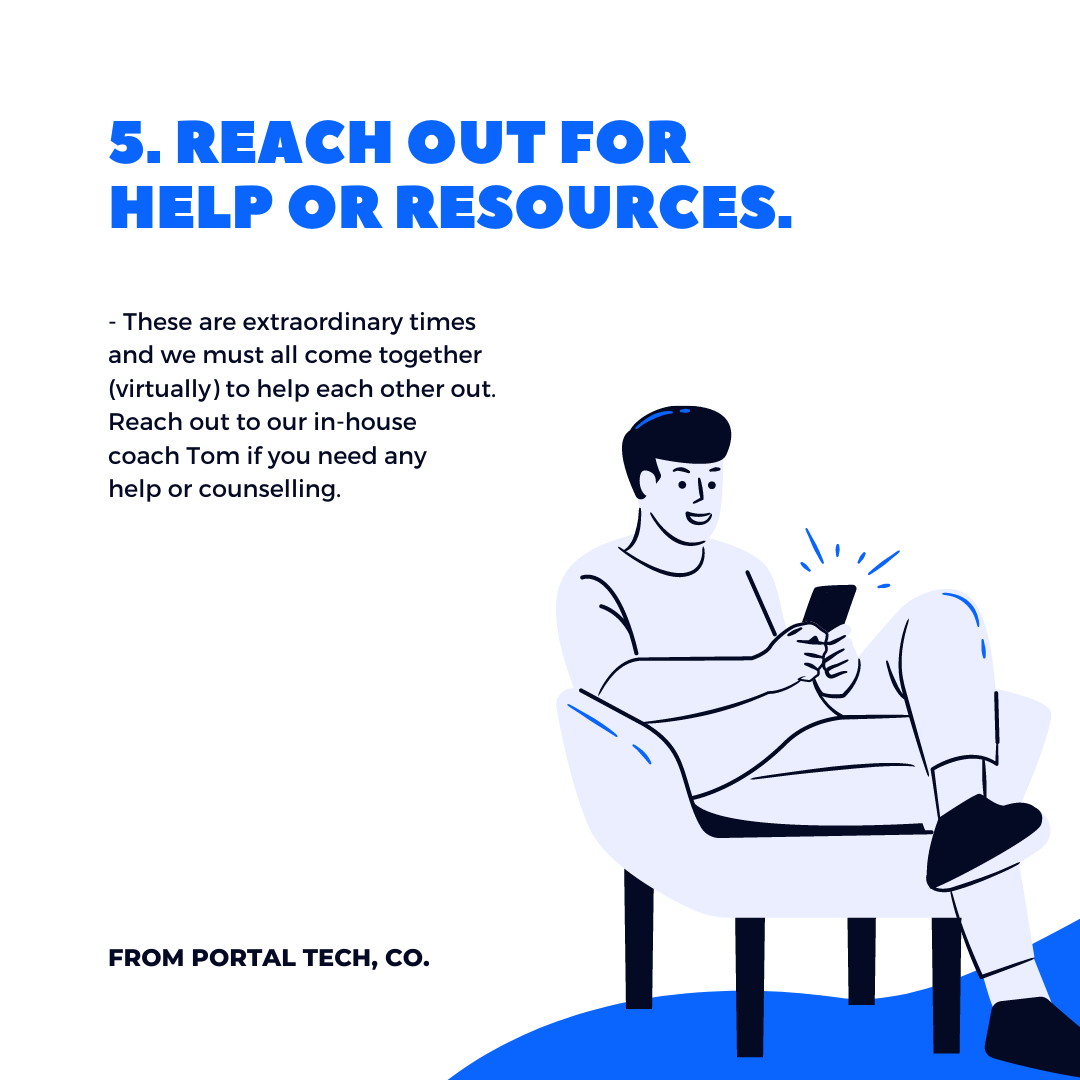 5. REACH OUT FOR
HELP OR RESOURCES.
- These are extraordinary times
and we must all come together
(virtually) to help each other out.
Reach out to our in-house
coach Tom if you need any
help or counselling.
FROM PORTAL TECH, CO.